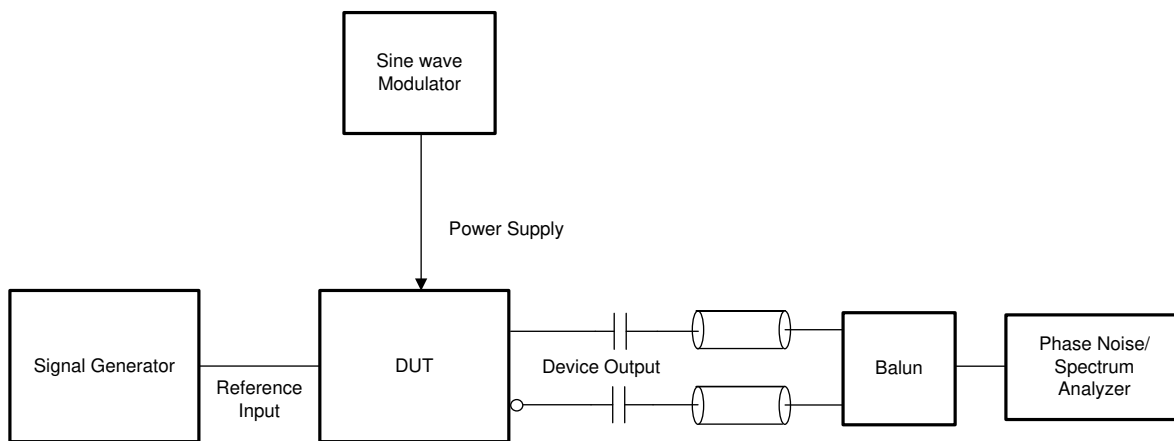 Sine wave
Modulator
Power Supply
Signal Generator
Reference
Input
DUT
Device Output
Balun
Phase Noise/
Spectrum
Analyzer